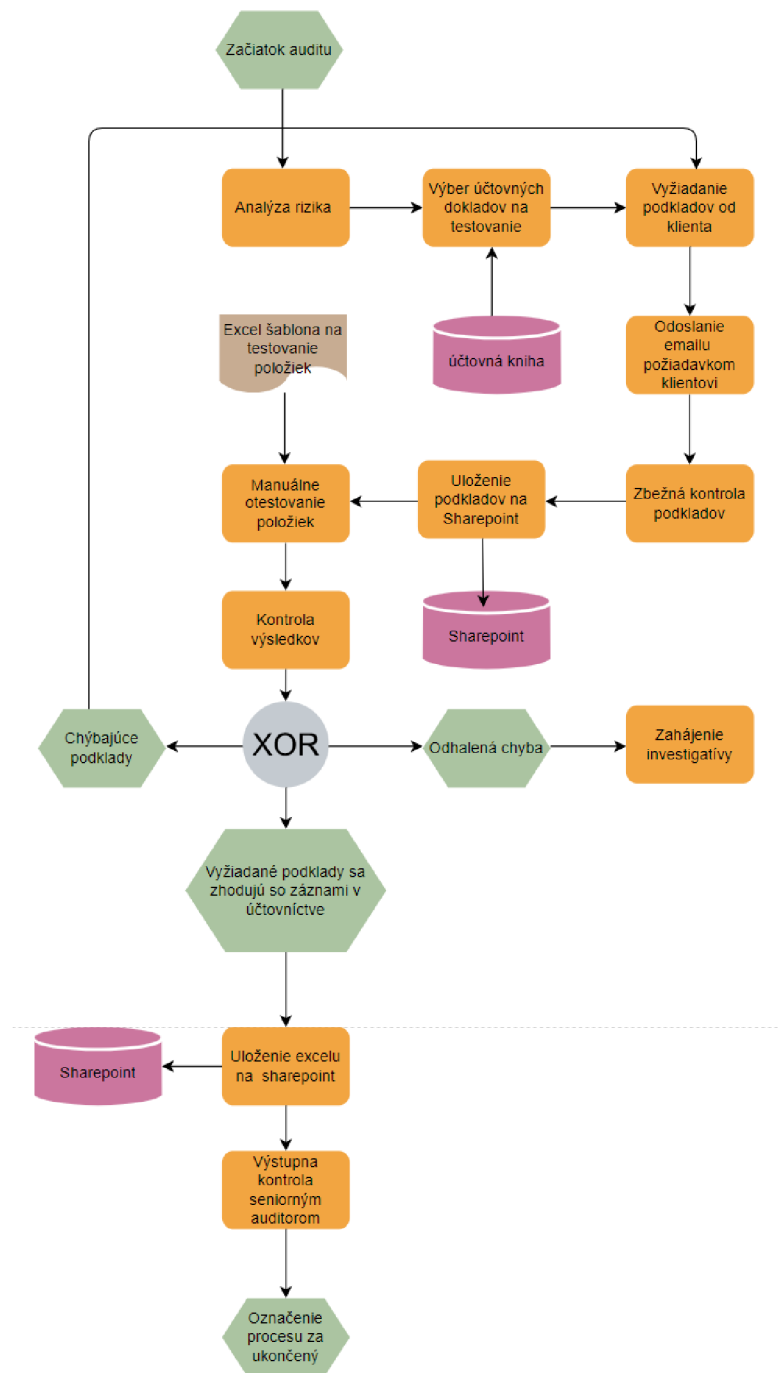 Začiatok auditu
Analýza rizika
Výber účtovných
dokladov na
testovanie
Vyžiadanie
podkladov od
klienta
Excel šablona na
testovanie
položiek
účtovná kniha
Odoslanie
emailu
požiadavkom
klientovi
Manuálne
otestovanie
položiek
Uloženie
podkladov na
Sharepoint
Zbežná kontrola
podkladov
Kontrola
výsledkov
Sharepoint
Chýbajúce
podklady
XOR
Odhalená chyba
Zahájenie
investigatívy
Vyžiadané podklady sa
zhodujú so záznami v
účtovníctve
Sharepoint
Uloženie excelu
na sharepoint
Výstupna
kontrola
seniorným
auditorom
Označenie
procesu za
ukončený